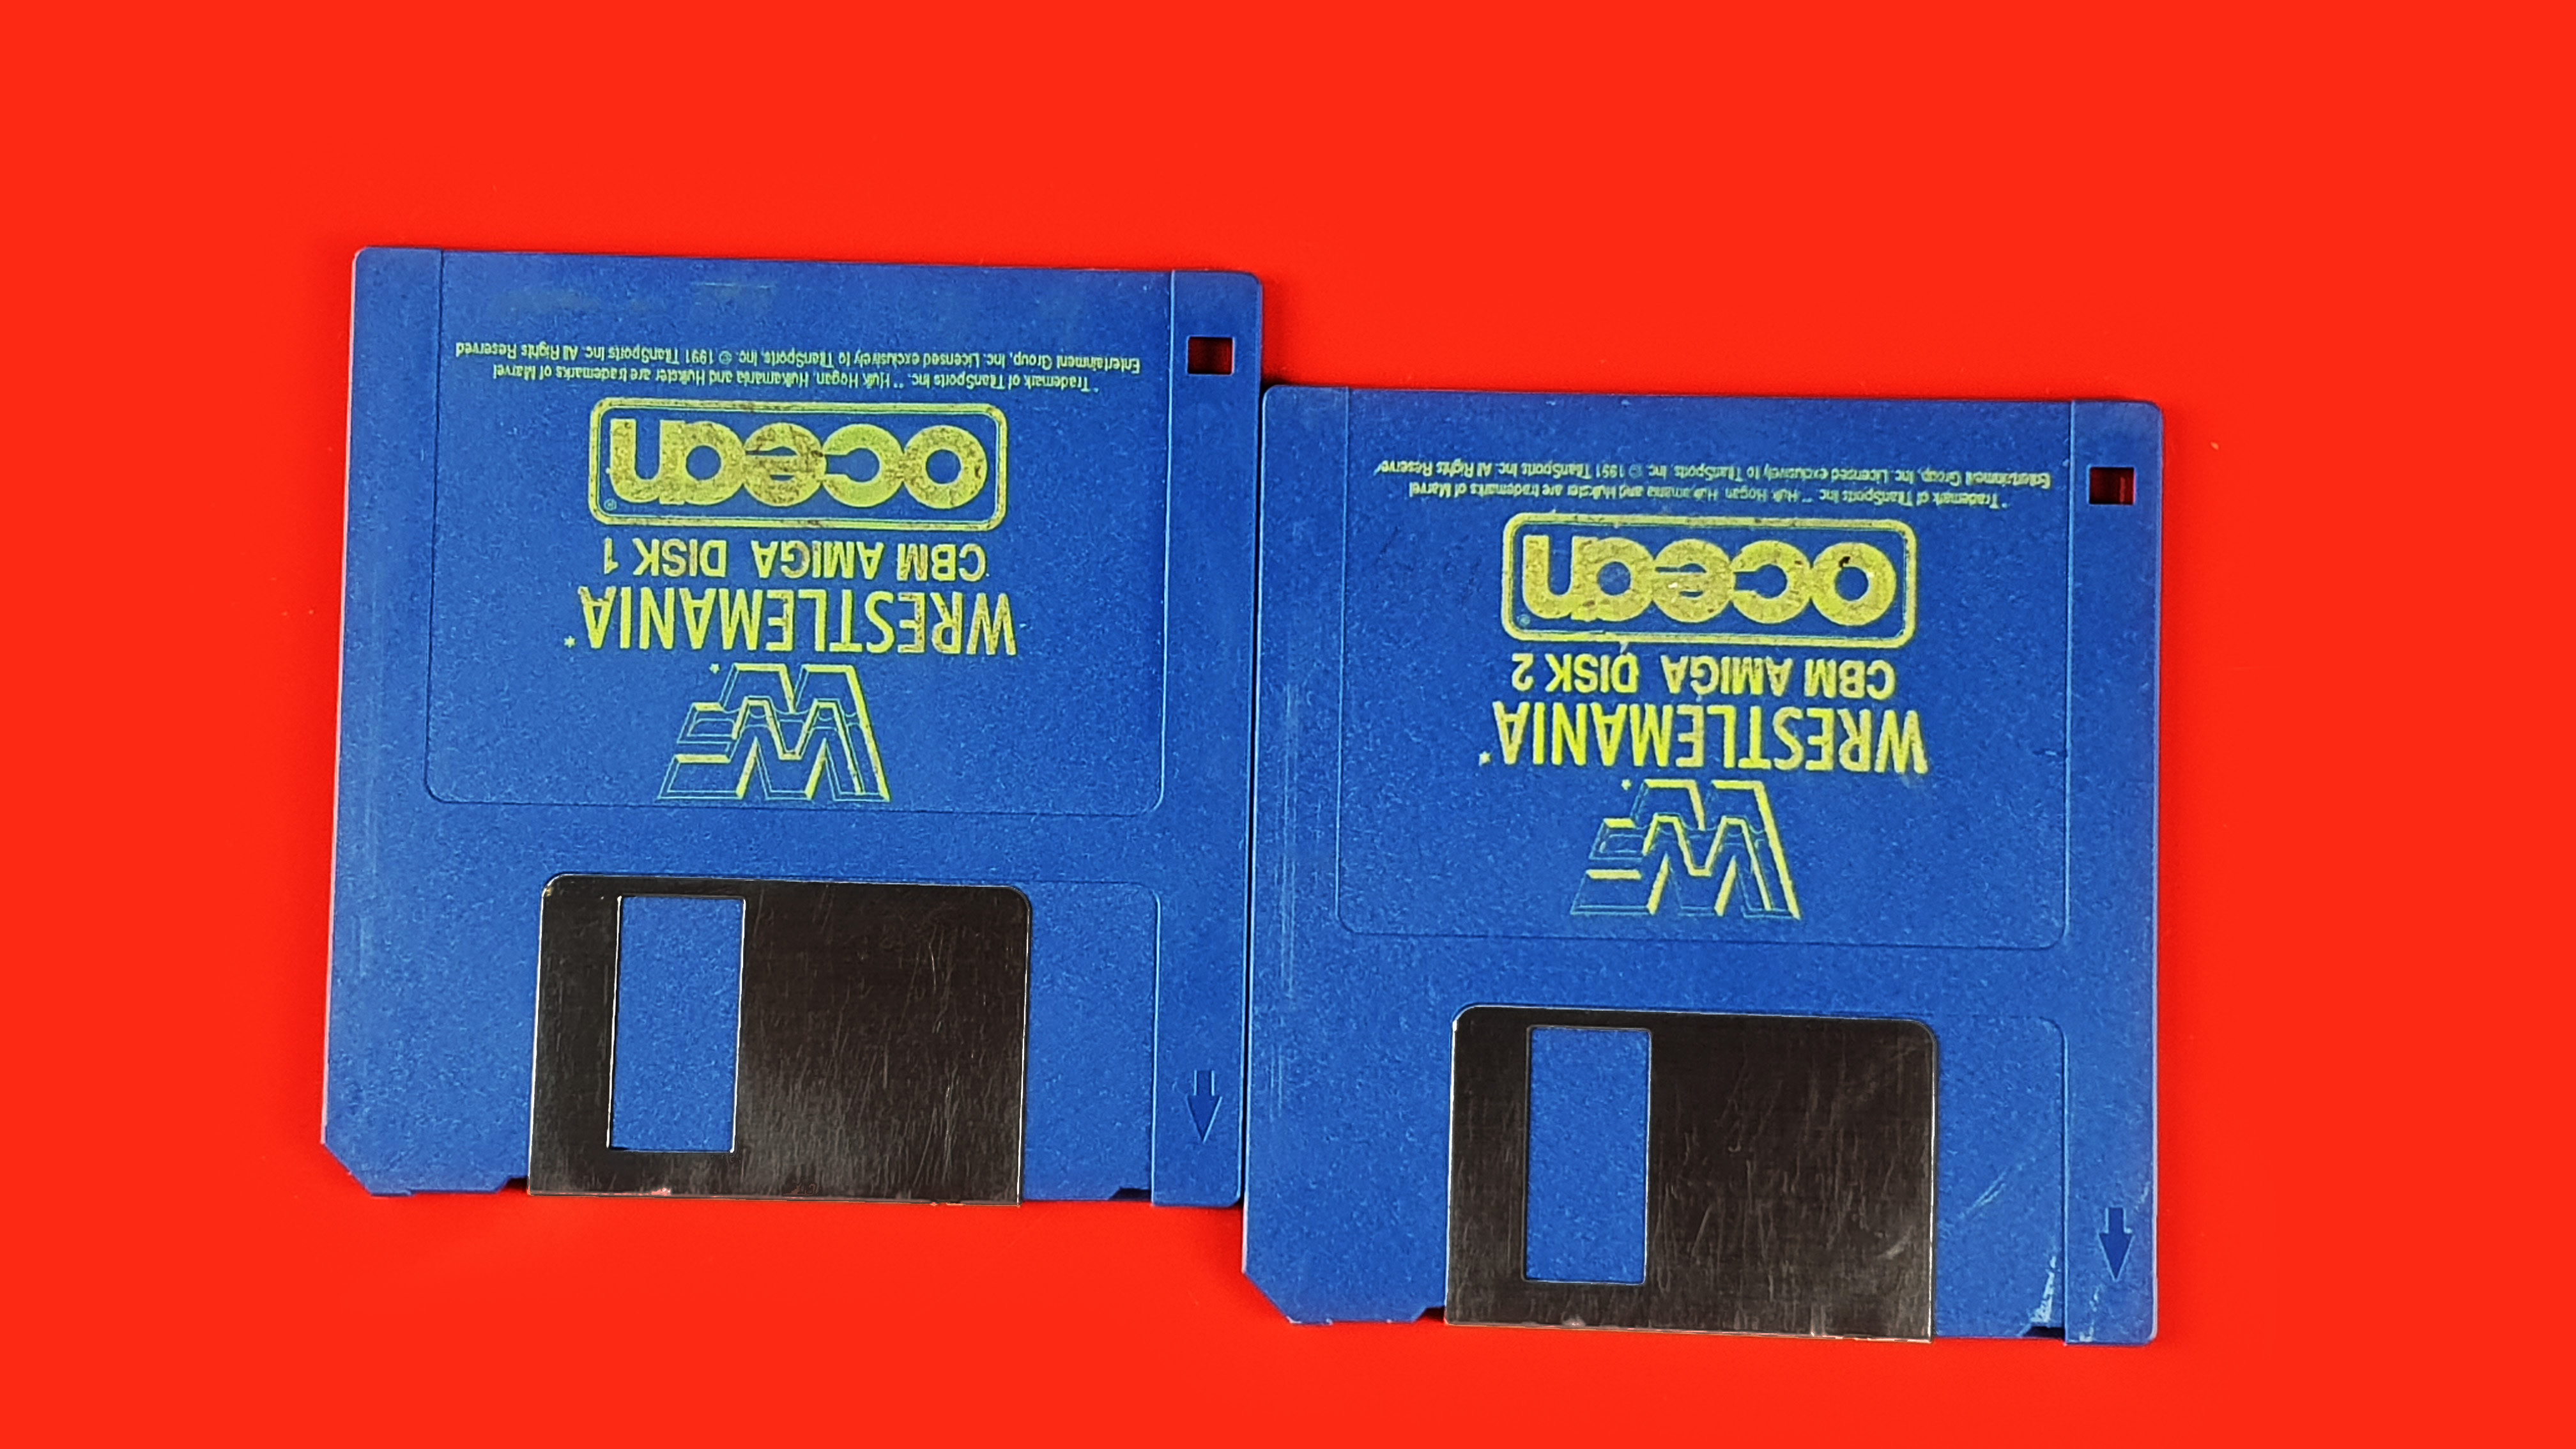 WF*
WRESTLEMANIA*
CBM AMIGA DISK 1
ocean®
*Trademark of TitanSports Inc. **Hulk Hogan, Hulkamania and Hulkster are trademarks of Marvel
Entertainment Group, Inc. Licensed exclusively to TitanSports, Inc. © 1991 TitanSports Inc. All Rights Reserved
WF*
WRESTLEMANIA*
CBM AMIGA DISK 2
ocean®
*Trademark of TitanSports Inc. **Hulk Hogan, Hulkamania and Hulkster are trademarks of Marvel
Entertainment Group, Inc. Licensed exclusively to TitanSports, Inc. © 1991 TitanSports Inc. All Rights